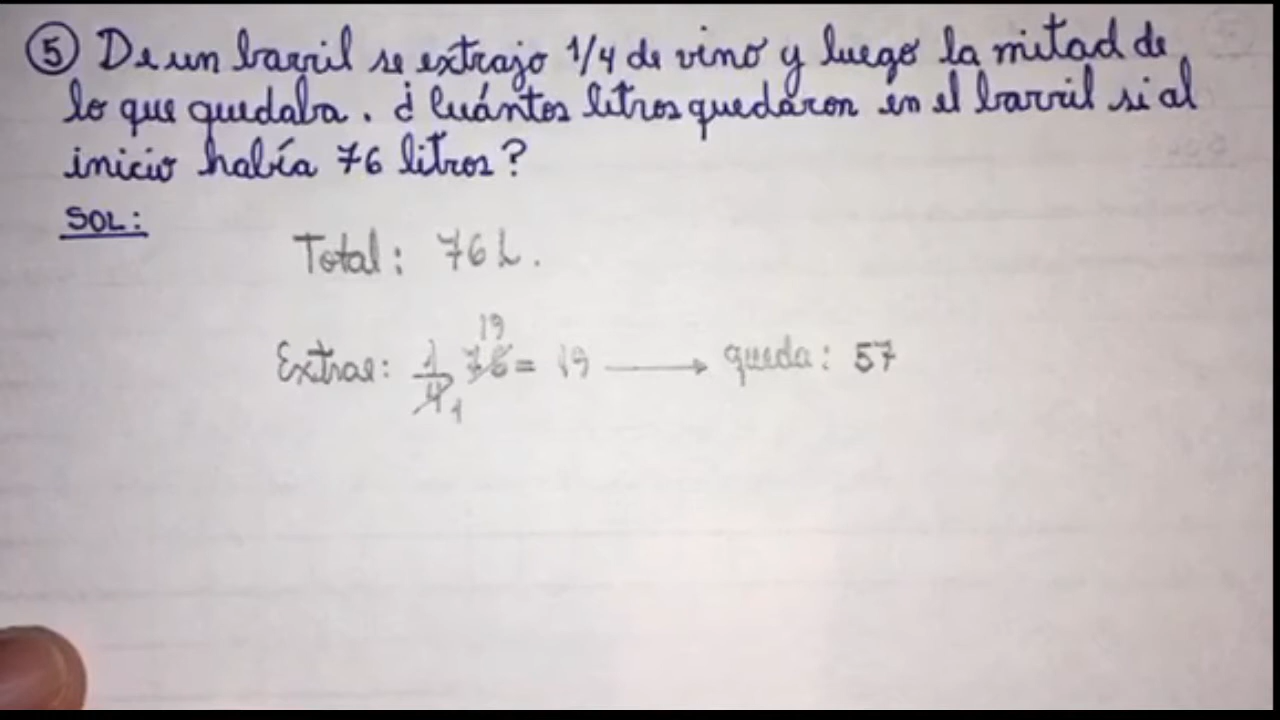 5 De un barril se extrajo 1/4 de vino y luego la mitad de
lo que quedaba. ¿Cuántos litros quedaron en el barril si al
inicio había 76 litros?
SOL:
Total: 76 L.
Extrae: 1/4 76 = 19 → queda: 57
19
1